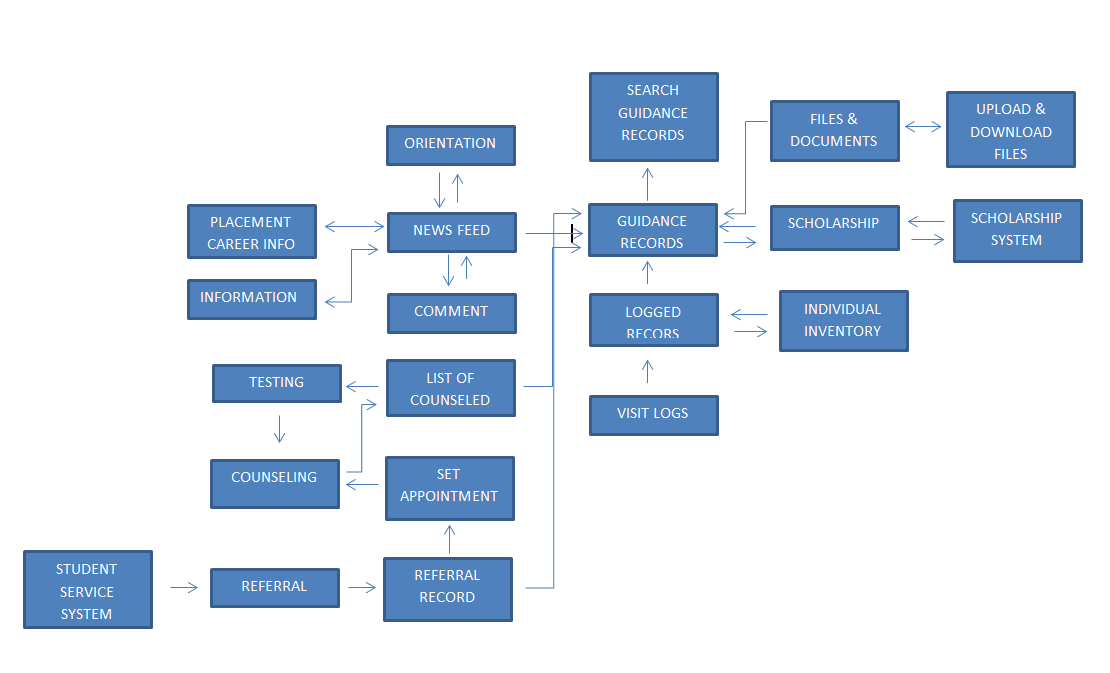 SEARCH
GUIDANCE
RECORDS
FILES &
DOCUMENTS
UPLOAD &
DOWNLOAD
FILES
ORIENTATION
PLACEMENT
CAREER INFO
NEWS FEED
GUIDANCE
RECORDS
SCHOLARSHIP
SCHOLARSHIP
SYSTEM
INFORMATION
COMMENT
LOGGED
RECORS
INDIVIDUAL
INVENTORY
TESTING
LIST OF
COUNSELED
VISIT LOGS
COUNSELING
SET
APPOINTMENT
STUDENT
SERVICE
SYSTEM
REFERRAL
REFERRAL
RECORD